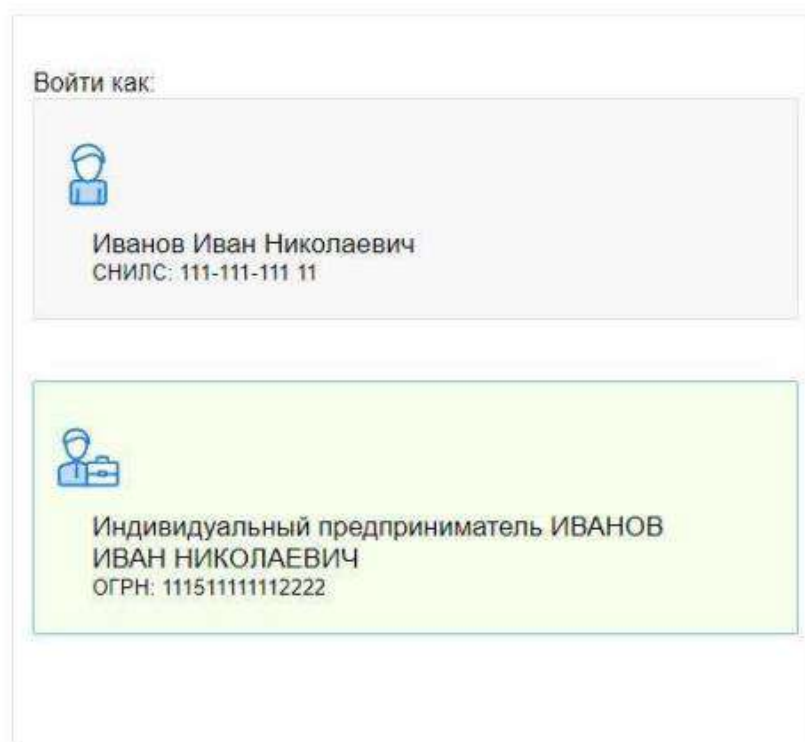 Войти как:
Иванов Иван Николаевич
СНИЛС: 111-111-111 11
Индивидуальный предприниматель ИВАНОВ
ИВАН НИКОЛАЕВИЧ
ОГРН: 111511111112222